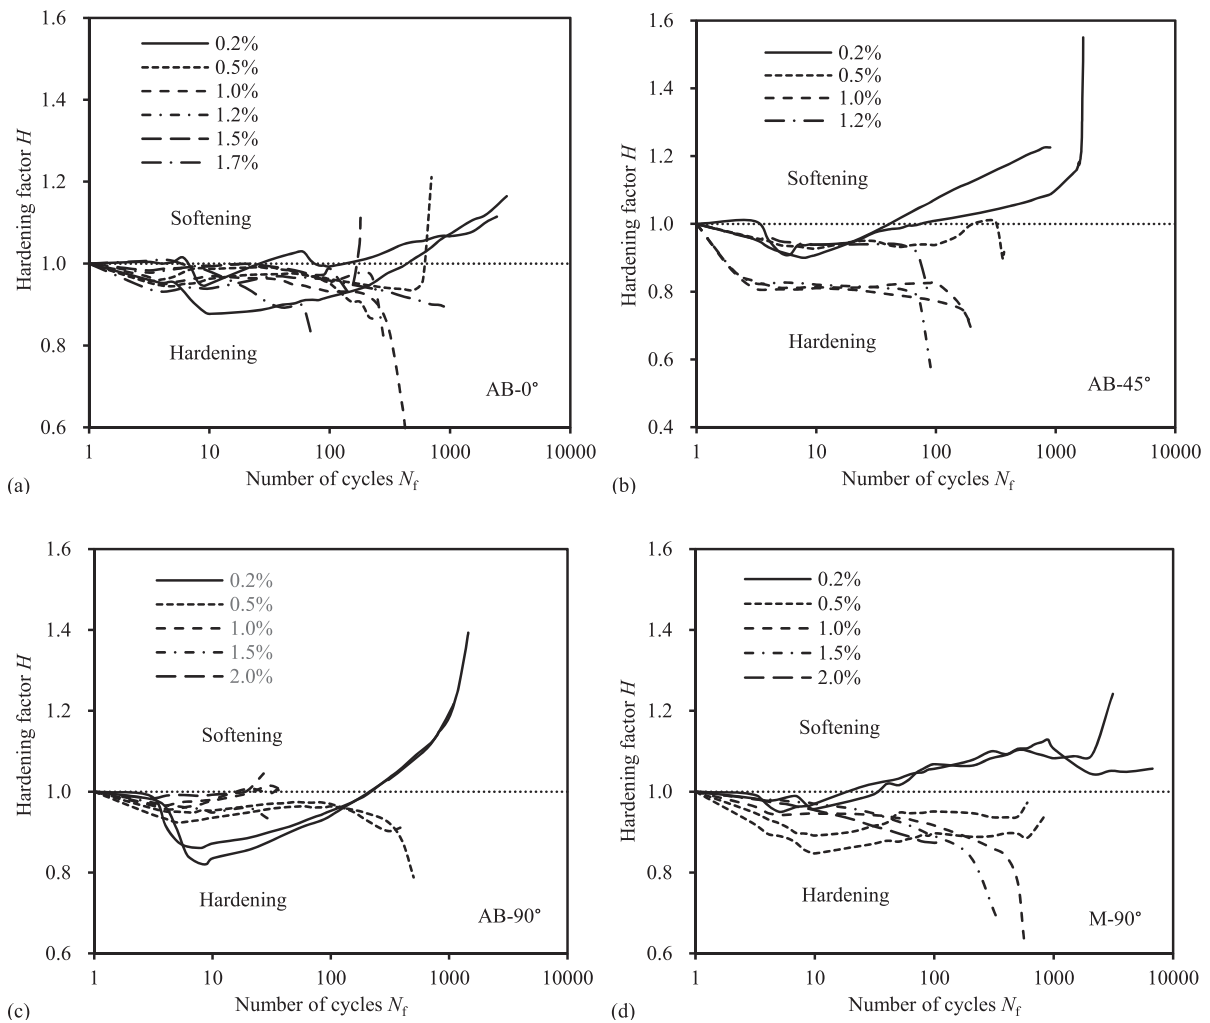 1.6
1.4
1.2
1.0
0.8
0.6
Hardening factor H
0.2%
0.5%
1.0%
1.2%
1.5%
1.7%
Softening
Hardening
AB-0°
1 10 100 1000 10000
Number of cycles Nf
(a)
1.6
1.4
1.2
1.0
0.8
0.6
0.4
Hardening factor H
0.2%
0.5%
1.0%
1.2%
Softening
Hardening
AB-45°
1 10 100 1000 10000
Number of cycles Nf
(b)
1.6
1.4
1.2
1.0
0.8
0.6
Hardening factor H
0.2%
0.5%
1.0%
1.5%
2.0%
Softening
Hardening
AB-90°
1 10 100 1000 10000
Number of cycles Nf
(c)
1.6
1.4
1.2
1.0
0.8
0.6
Hardening factor H
0.2%
0.5%
1.0%
1.5%
2.0%
Softening
Hardening
M-90°
1 10 100 1000 10000
Number of cycles Nf
(d)